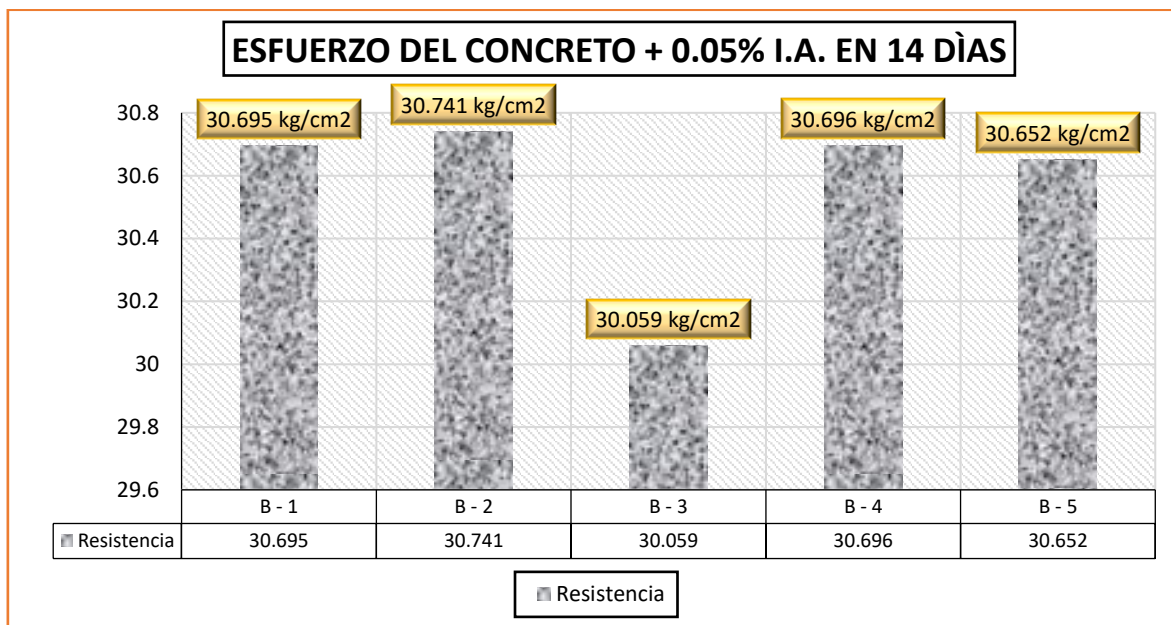 ESFUERZO DEL CONCRETO + 0.05% I.A. EN 14 DÌAS
30.695 kg/cm2
30.741 kg/cm2
30.059 kg/cm2
30.696 kg/cm2
30.652 kg/cm2
30.8
30.6
30.4
30.2
30
29.8
29.6
B - 1 B - 2 B - 3 B - 4 B - 5
Resistencia 30.695 30.741 30.059 30.696 30.652
Resistencia